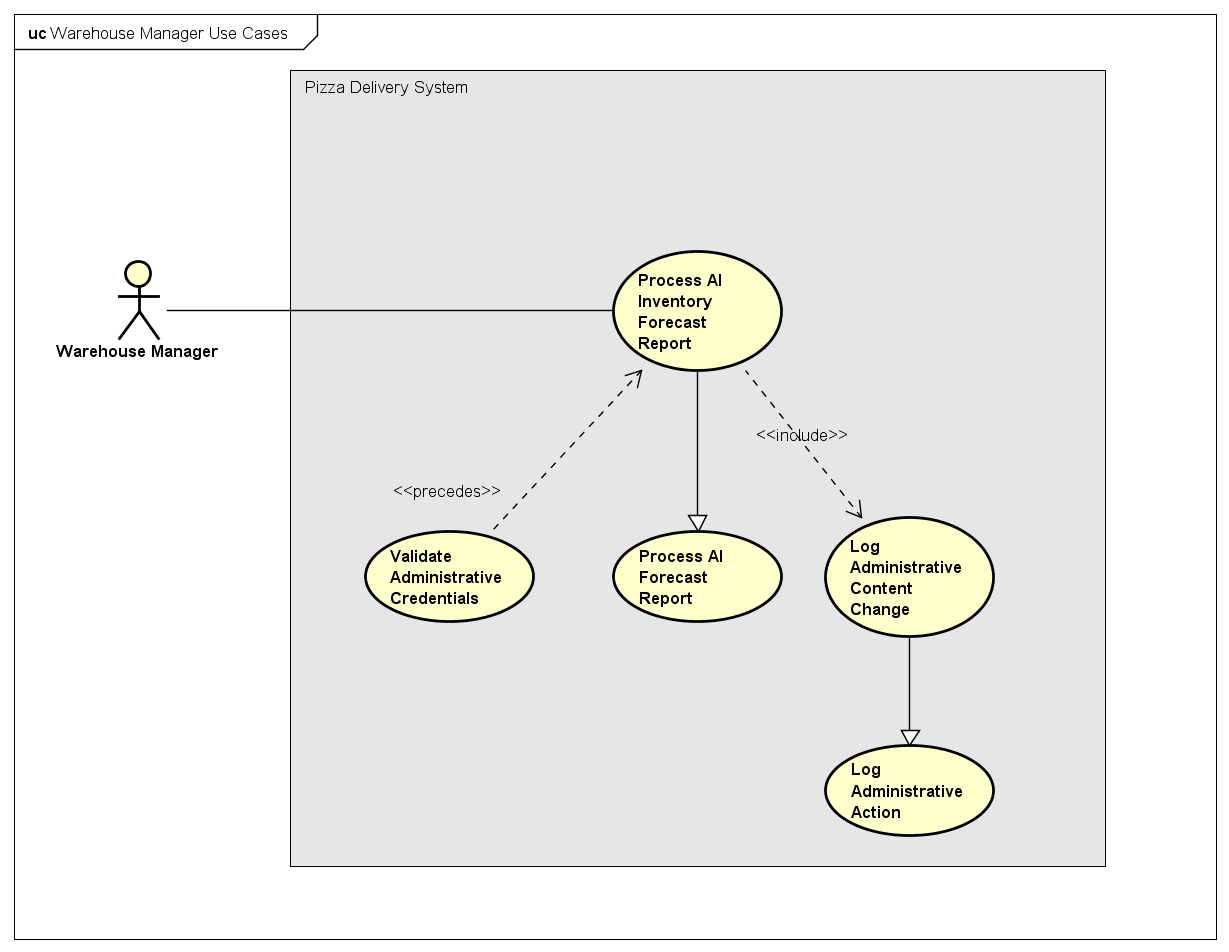 uc Warehouse Manager Use Cases
Pizza Delivery System
Process AI
Inventory
Forecast
Report
Warehouse Manager
<<include>>
<<precedes>>
Validate
Administrative
Credentials
Process AI
Forecast
Report
Log
Administrative
Content
Change
Log
Administrative
Action